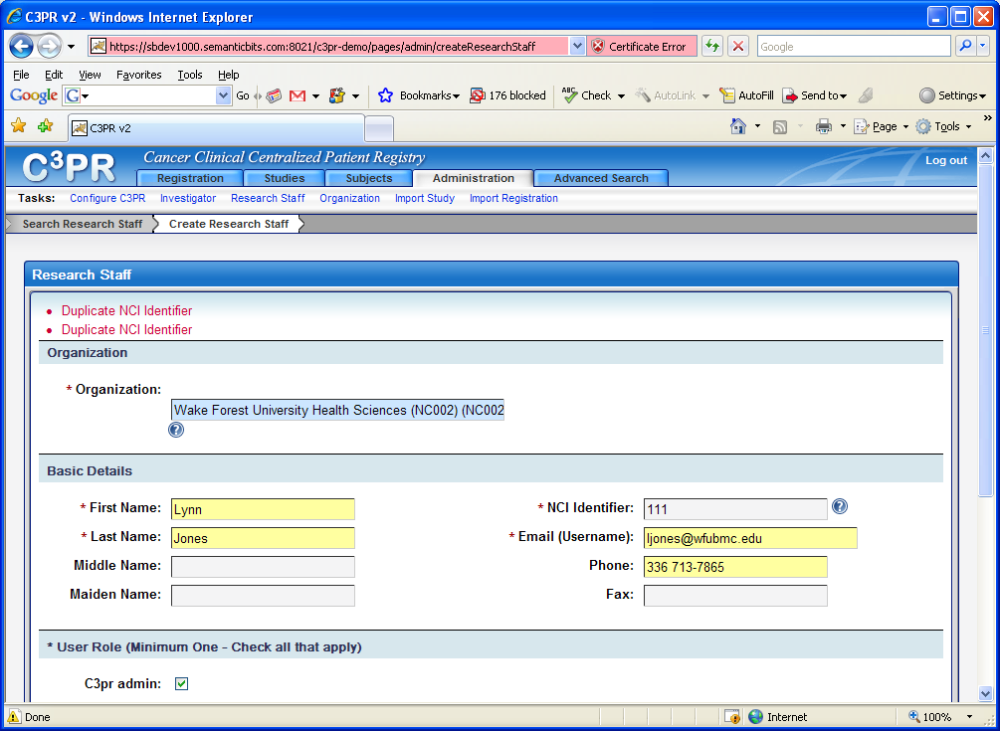 C3PR v2 - Windows Internet Explorer
https://sbdev1000.semanticbits.com:8021/c3pr-demo/pages/admin/createResearchStaff Certificate Error Google
File Edit View Favorites Tools Help
Google G Go Bookmarks 176 blocked ABC Check AutoLink AutoFill Send to Settings
C3PR v2 Page Tools »
C3PR Cancer Clinical Centralized Patient Registry Log out
Registration Studies Subjects Administration Advanced Search
Tasks: Configure C3PR Investigator Research Staff Organization Import Study Import Registration
Search Research Staff Create Research Staff
Research Staff
• Duplicate NCI Identifier
• Duplicate NCI Identifier
Organization
* Organization:
Wake Forest University Health Sciences (NC002) (NC002
?
Basic Details
* First Name: Lynn * NCI Identifier: 111 ?
* Last Name: Jones * Email (Username): ljones@wfubmc.edu
Middle Name: Phone: 336 713-7865
Maiden Name: Fax:
* User Role (Minimum One - Check all that apply)
C3pr admin:
Done Internet 100%